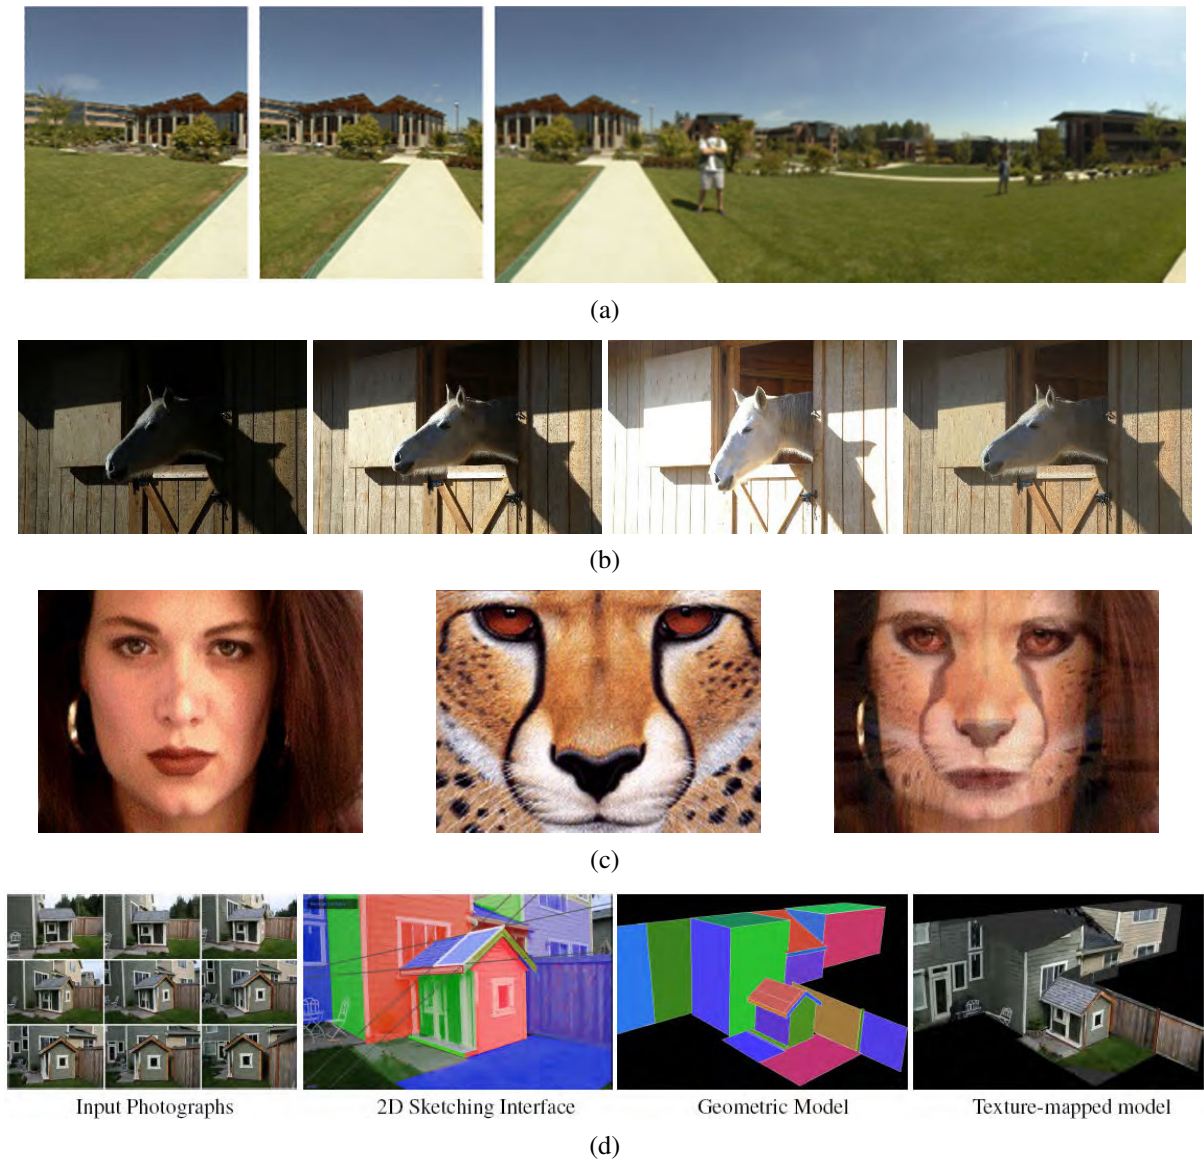 (a)
(b)
(c)
Input Photographs
2D Sketching Interface
Geometric Model
Texture-mapped model
(d)